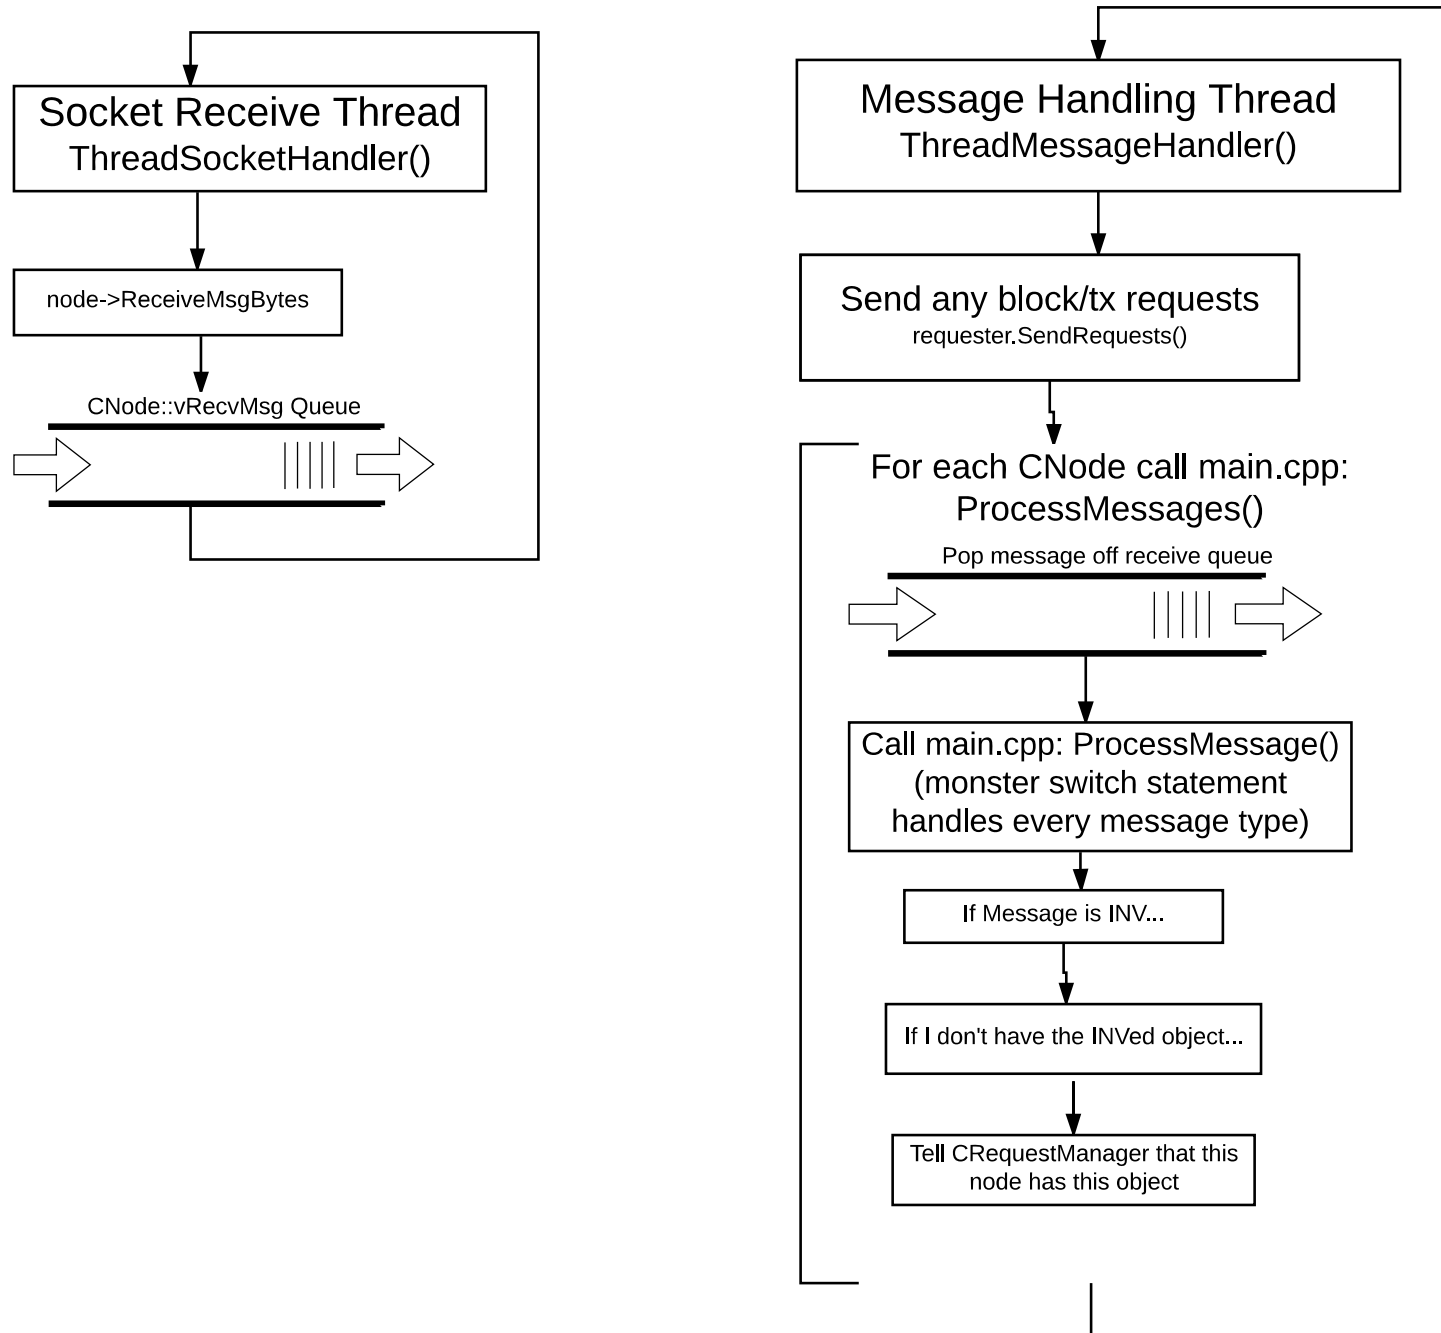 Socket Receive Thread
ThreadSocketHandler()
node->ReceiveMsgBytes
CNode::vRecvMsg Queue
Message Handling Thread
ThreadMessageHandler()
Send any block/tx requests
requester.SendRequests()
For each CNode call main.cpp:
ProcessMessages()
Pop message off receive queue
Call main.cpp: ProcessMessage()
(monster switch statement
handles every message type)
If Message is INV...
If I don't have the INVed object...
Tell CRequestManager that this
node has this object